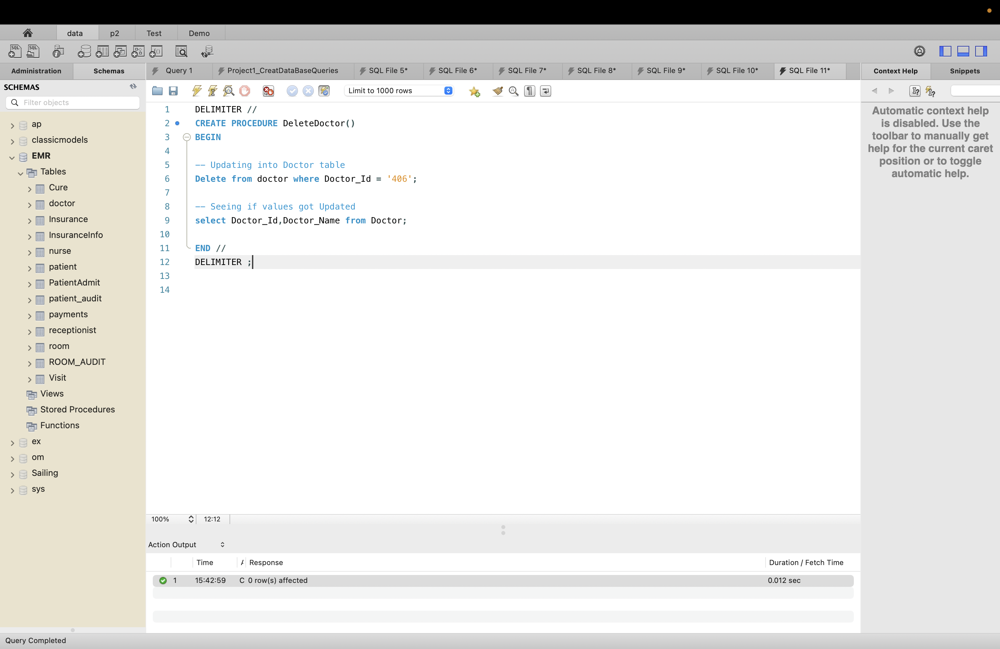 data p2 Test Demo
Administration Schemas Query 1 Project1_CreatDataBaseQueries SQL File 5* SQL File 6* SQL File 7* SQL File 8* SQL File 9* SQL File 10* SQL File 11* Context Help Snippets
SCHEMAS
Limit to 1000 rows
Filter objects
ap
classicmodels
EMR
Tables
Cure
doctor
Insurance
InsuranceInfo
nurse
patient
PatientAdmit
patient_audit
payments
receptionist
room
ROOM_AUDIT
Visit
Views
Stored Procedures
Functions
ex
om
Sailing
sys
1 DELIMITER //
2 CREATE PROCEDURE DeleteDoctor()
3 BEGIN
4
5 -- Updating into Doctor table
6 Delete from doctor where Doctor_Id = '406';
7
8 -- Seeing if values got Updated
9 select Doctor_Id,Doctor_Name from Doctor;
10
11 END //
12 DELIMITER ;
13
14
Automatic context help
is disabled. Use the
toolbar to manually get
help for the current caret
position or to toggle
automatic help.
100% 12:12
Action Output
Time A Response Duration / Fetch Time
1 15:42:59 C 0 row(s) affected 0.012 sec
Query Completed